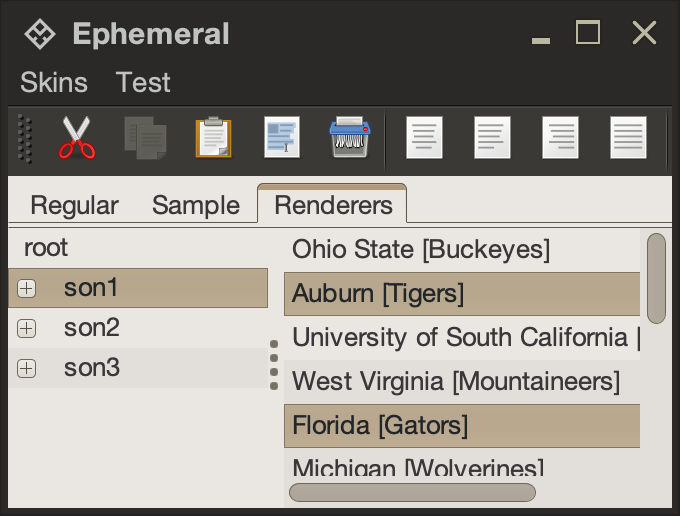 Ephemeral
Skins Test
Regular Sample Renderers
root
son1
son2
son3
Ohio State [Buckeyes]
Auburn [Tigers]
University of South California [
West Virginia [Mountaineers]
Florida [Gators]
Michigan [Wolverines]